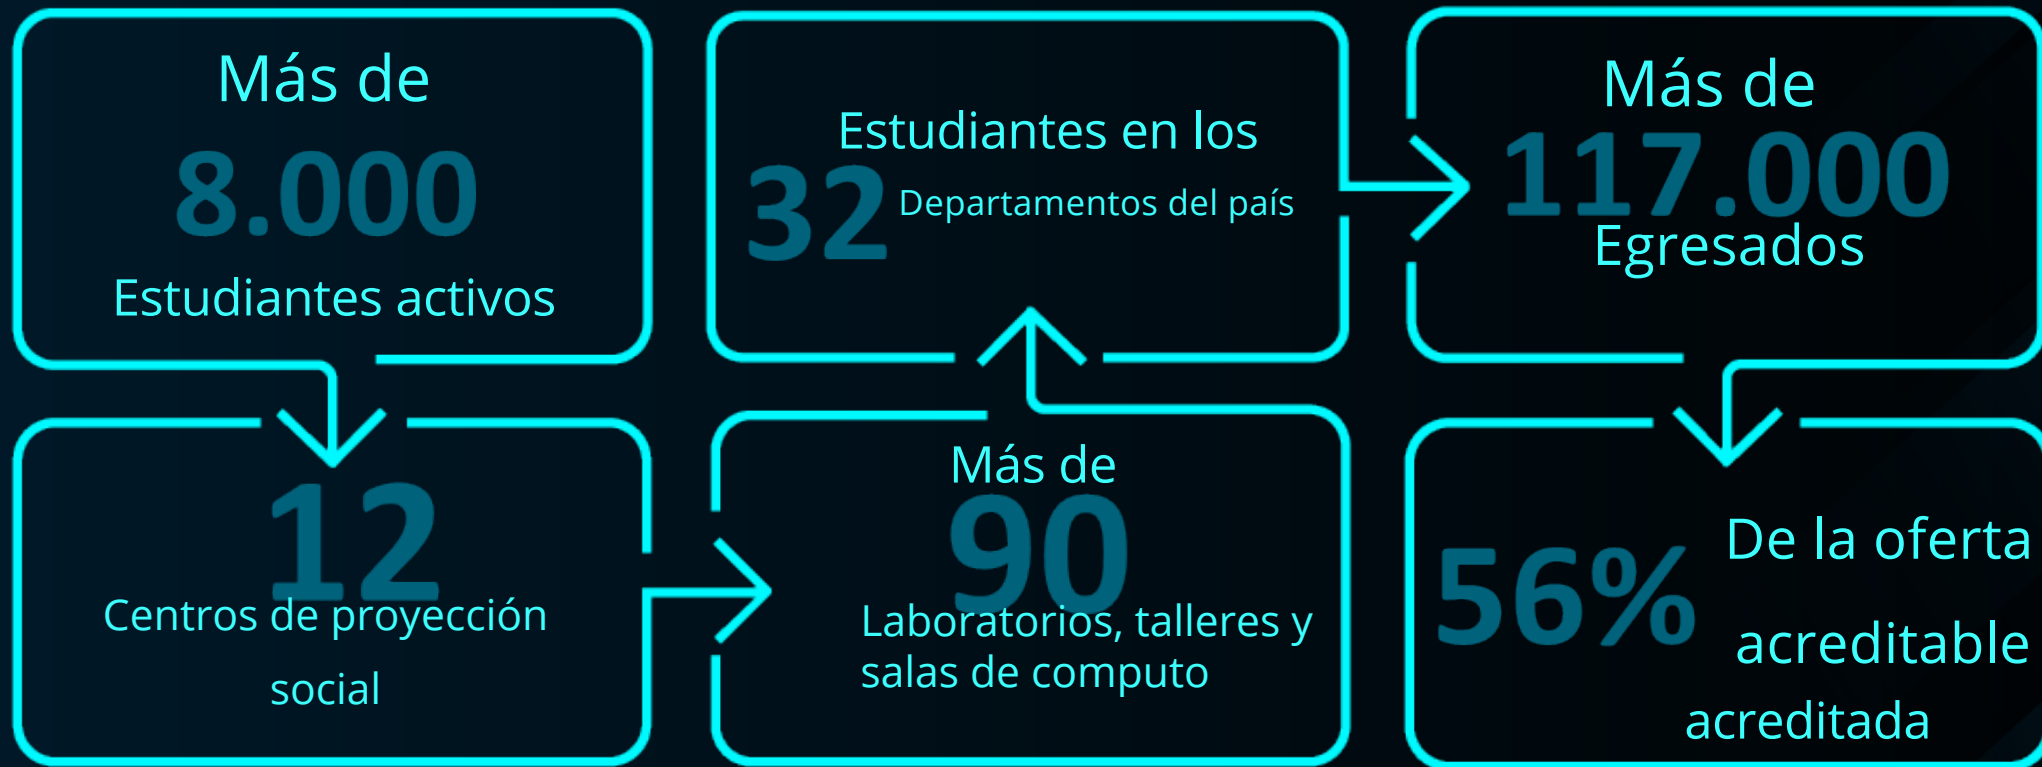 Más de
8.000
Estudiantes activos
12
Centros de proyección
social
Más de
90
Laboratorios, talleres y
salas de computo
Estudiantes en los
32 Departamentos del país
Más de
117.000
Egresados
56% De la oferta
acreditable
acreditada